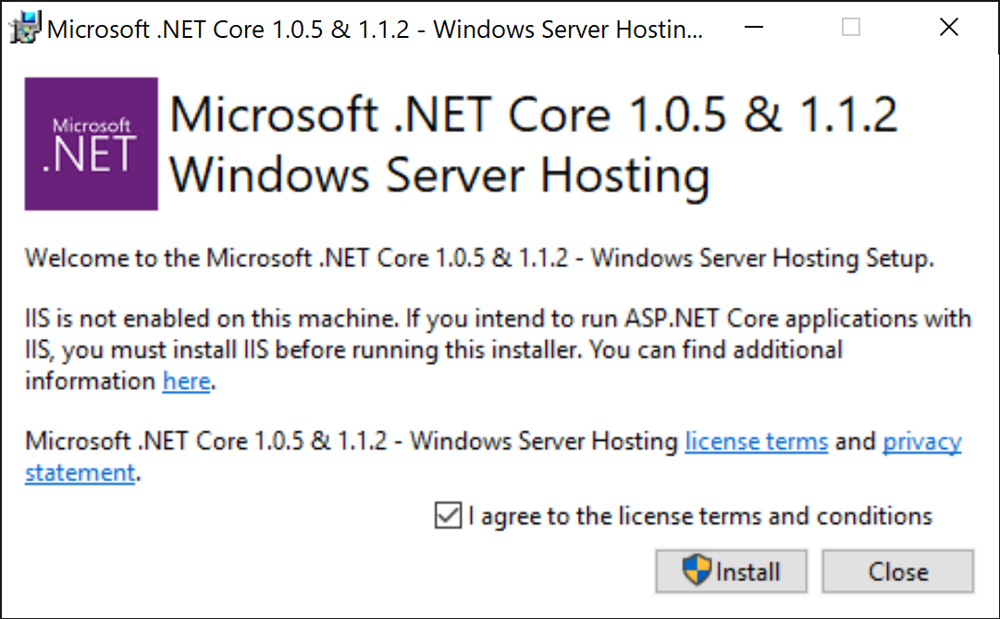 Microsoft .NET Core 1.0.5 & 1.1.2 - Windows Server Hostin...
Microsoft
.NET
Microsoft .NET Core 1.0.5 & 1.1.2
Windows Server Hosting
Welcome to the Microsoft .NET Core 1.0.5 & 1.1.2 - Windows Server Hosting Setup.
IIS is not enabled on this machine. If you intend to run ASP.NET Core applications with
IIS, you must install IIS before running this installer. You can find additional
information here.
Microsoft .NET Core 1.0.5 & 1.1.2 - Windows Server Hosting license terms and privacy
statement.
I agree to the license terms and conditions
Install
Close